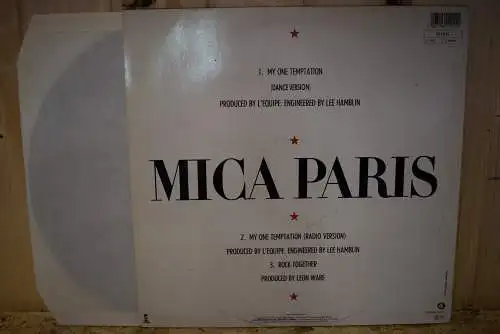 1. MY ONE TEMPTATION
(DANCE VERSION)
PRODUCED BY L'EQUIPE. ENGINEERED BY LEE HAMBLIN
MICA PARIS
2. MY ONE TEMPTATION (RADIO VERSION)
PRODUCED BY L'EQUIPE. ENGINEERED BY LEE HAMBLIN
3. ROCK TOGETHER
PRODUCED BY LEON WARE